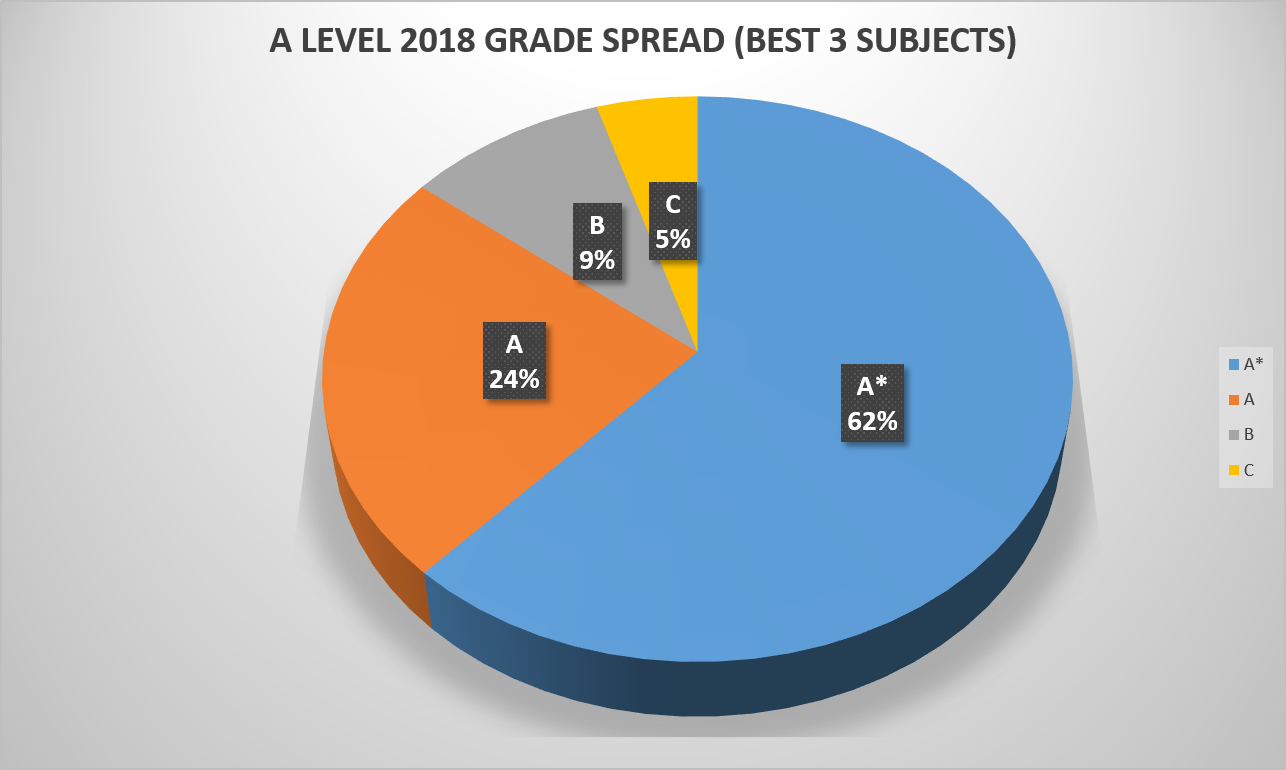 A LEVEL 2018 GRADE SPREAD (BEST 3 SUBJECTS)
C
5%
B
9%
A
24%
A*
62%
A*
A
B
C